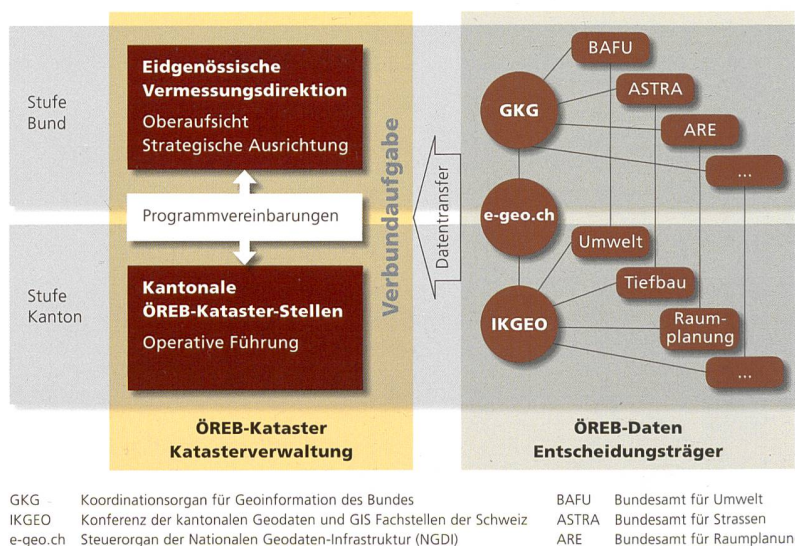 Stufe
Bund
Eidgenössische
Vermessungsdirektion
Oberaufsicht
Strategische Ausrichtung
Programmvereinbarungen
Stufe
Kanton
Kantonale
ÖREB-Kataster-Stellen
Operative Führung
Verbundaufgabe
ÖREB-Kataster
Katasterverwaltung
Datentransfer
GKG
e-geo.ch
IKGEO
BAFU
ASTRA
ARE
...
Umwelt
Tiefbau
Raum-
planung
...
ÖREB-Daten
Entscheidungsträger
GKG Koordinationsorgan für Geoinformation des Bundes
IKGEO Konferenz der kantonalen Geodaten und GIS Fachstellen der Schweiz
e-geo.ch Steuerorgan der Nationalen Geodaten-Infrastruktur (NGDI)
BAFU Bundesamt für Umwelt
ASTRA Bundesamt für Strassen
ARE Bundesamt für Raumplanun